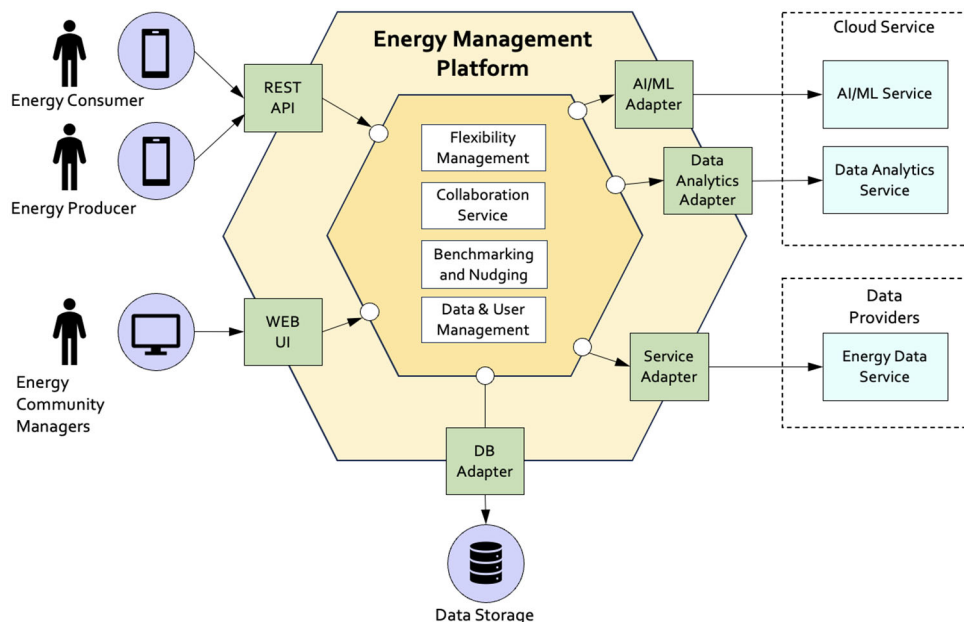 Energy Management
Platform
Energy Consumer
REST
API
Energy Producer
Energy
Community
Managers
WEB
UI
Flexibility
Management
Collaboration
Service
Benchmarking
and Nudging
Data & User
Management
DB
Adapter
Data Storage
AI/ML
Adapter
Data
Analytics
Adapter
Service
Adapter
Cloud Service
AI/ML Service
Data Analytics
Service
Data
Providers
Energy Data
Service